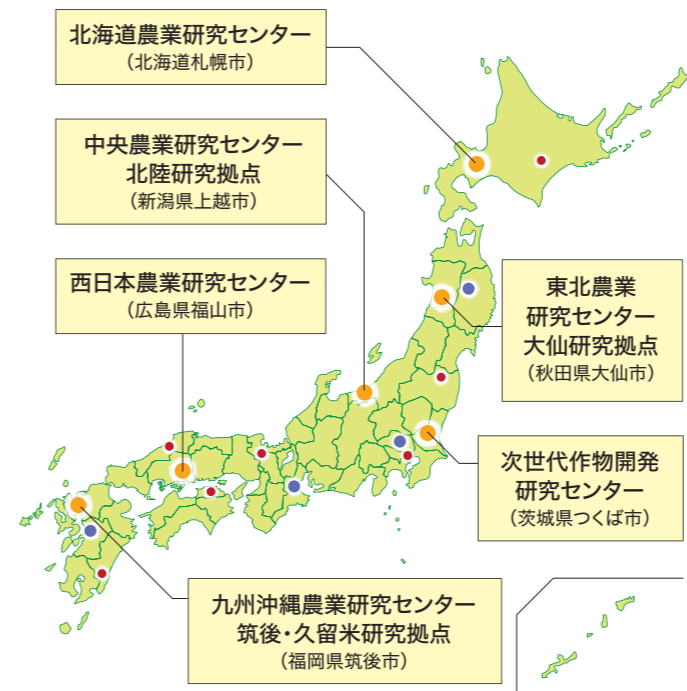 北海道農業研究センター
（北海道札幌市）
中央農業研究センター
北陸研究拠点
（新潟県上越市）
西日本農業研究センター
（広島県福山市）
東北農業
研究センター
大仙研究拠点
（秋田県大仙市）
次世代作物開発
研究センター
（茨城県つくば市）
九州沖縄農業研究センター
筑後・久留米研究拠点
（福岡県筑後市）